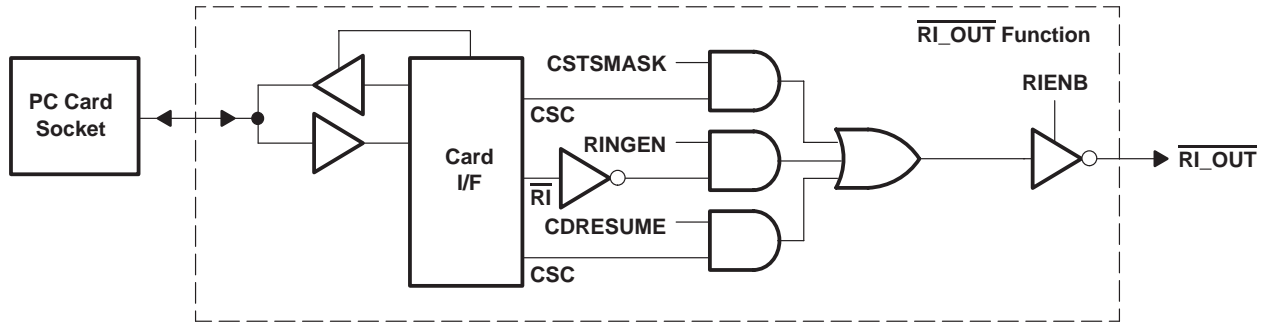 RI_OUT Function
PC Card
Socket
CSTSMASK
CSC
RINGEN
Card
I/F
RI
CDRESUME
CSC
RIENB
RI_OUT